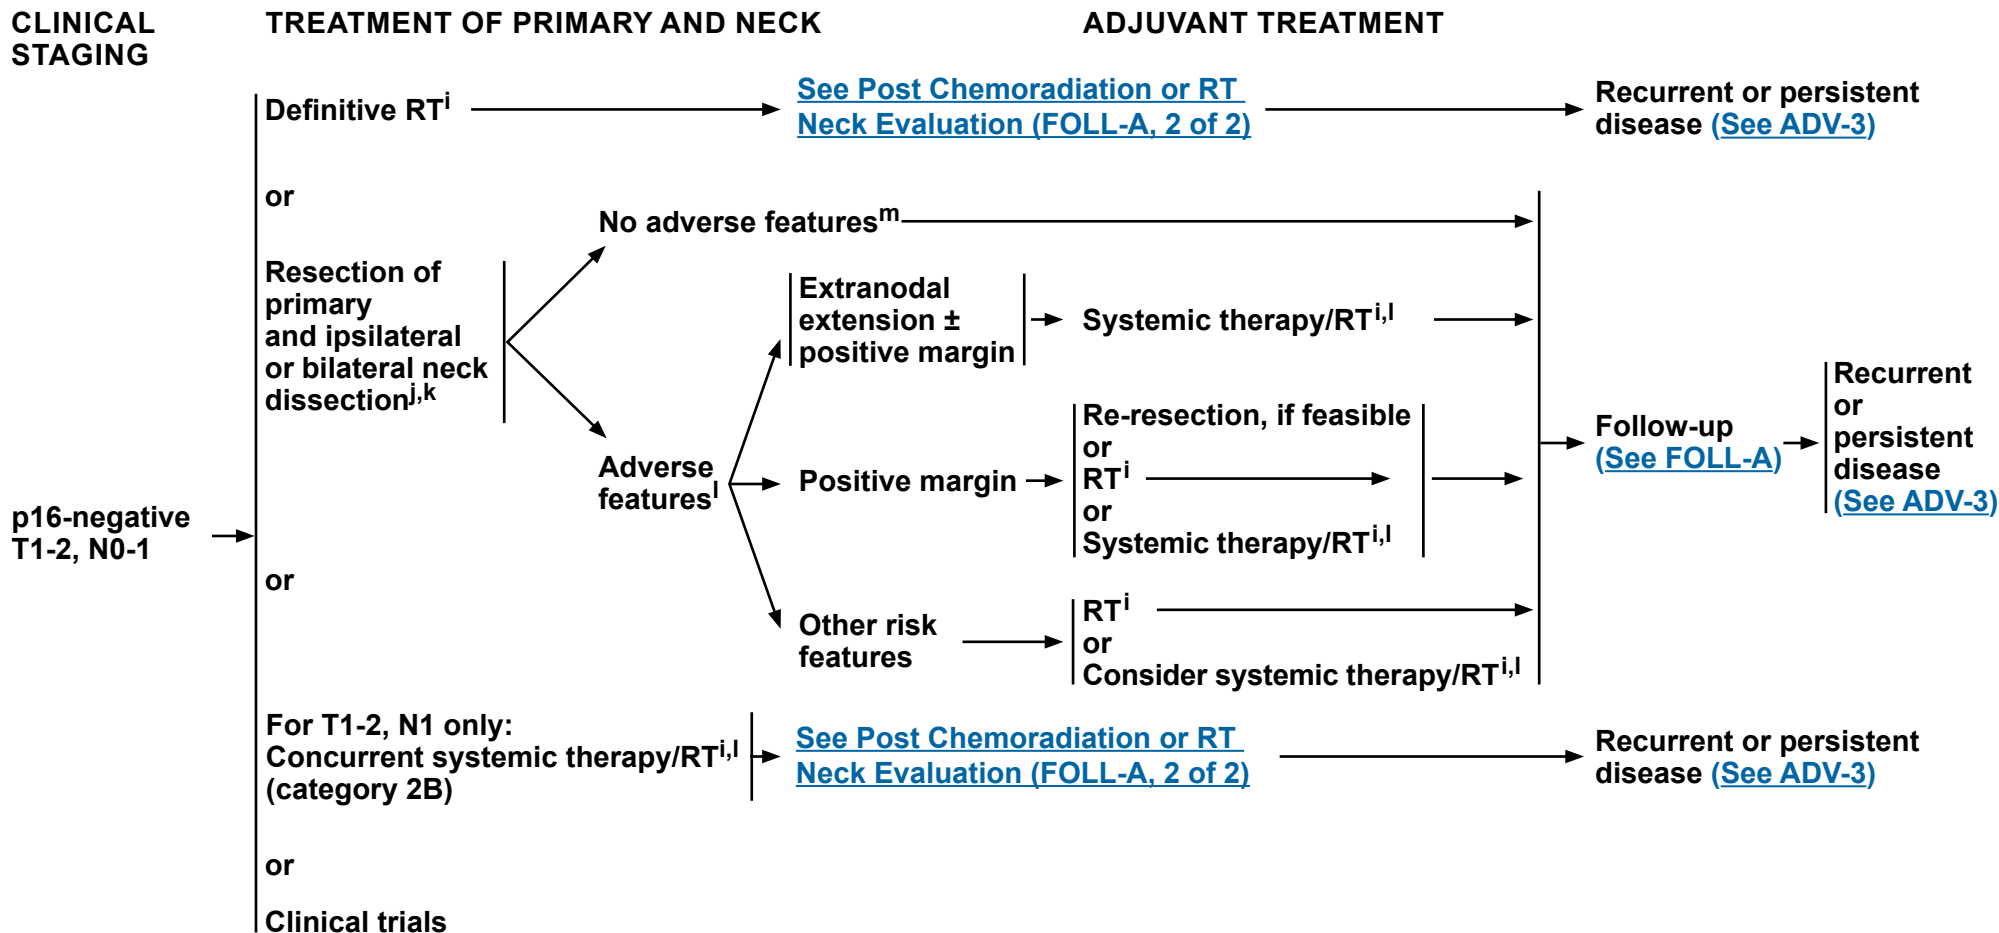 CLINICAL
STAGING
TREATMENT OF PRIMARY AND NECK
ADJUVANT TREATMENT
p16-negative
T1-2, N0-1
Definitive RTi
See Post Chemoradiation or RT
Neck Evaluation (FOLL-A, 2 of 2)
Recurrent or persistent
disease (See ADV-3)
or
Resection of
primary
and ipsilateral
or bilateral neck
dissectionj,k
No adverse featuresm
Adverse
featuresl
Extranodal
extension ±
positive margin
Systemic therapy/RTi,l
Positive margin
Re-resection, if feasible
or
RTi
or
Systemic therapy/RTi,l
Other risk
features
RTi
or
Consider systemic therapy/RTi,l
Follow-up
(See FOLL-A)
Recurrent
or
persistent
disease
(See ADV-3)
or
For T1-2, N1 only:
Concurrent systemic therapy/RTi,l
(category 2B)
See Post Chemoradiation or RT
Neck Evaluation (FOLL-A, 2 of 2)
Recurrent or persistent
disease (See ADV-3)
or
Clinical trials